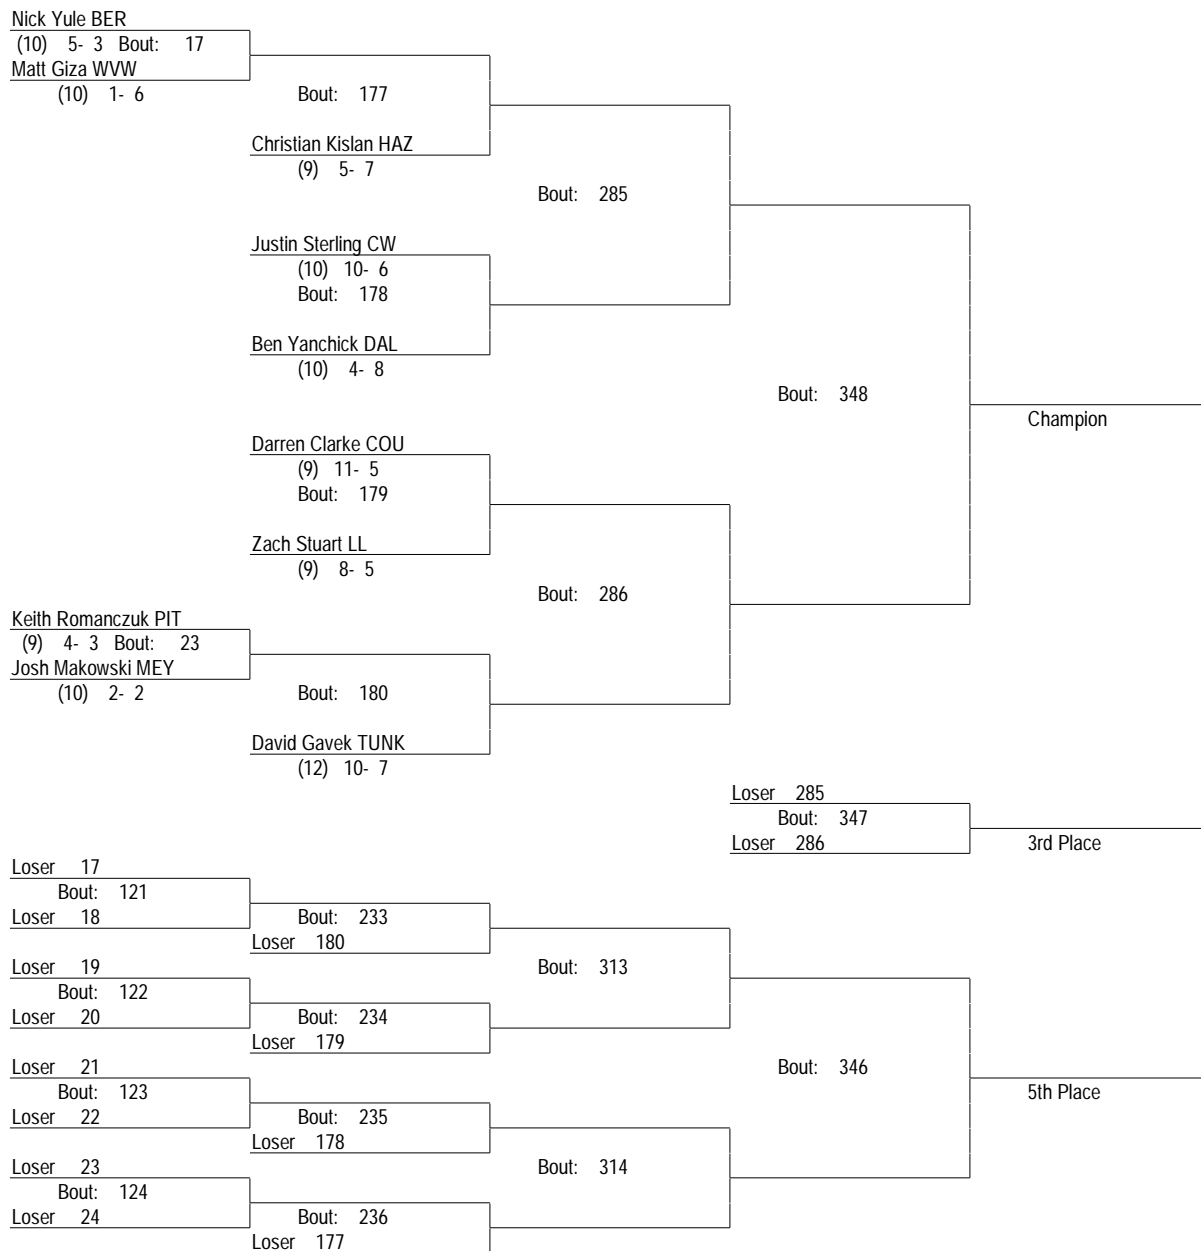 Nick Yule BER
(10) 5- 3 Bout: 17
Matt Giza WVW
(10) 1- 6
Bout: 177
Christian Kislan HAZ
(9) 5- 7
Bout: 285
Justin Sterling CW
(10) 10- 6
Bout: 178
Ben Yanchick DAL
(10) 4- 8
Bout: 348
Champion
Darren Clarke COU
(9) 11- 5
Bout: 179
Zach Stuart LL
(9) 8- 5
Bout: 286
Keith Romanczuk PIT
(9) 4- 3 Bout: 23
Josh Makowski MEY
(10) 2- 2
Bout: 180
David Gavek TUNK
(12) 10- 7
Loser 285
Bout: 347
Loser 286
3rd Place
Loser 17
Bout: 121
Loser 18
Bout: 233
Loser 180
Bout: 313
Loser 19
Bout: 122
Loser 20
Bout: 234
Loser 179
Bout: 346
5th Place
Loser 21
Bout: 123
Loser 22
Bout: 235
Loser 178
Bout: 314
Loser 23
Bout: 124
Loser 24
Bout: 236
Loser 177